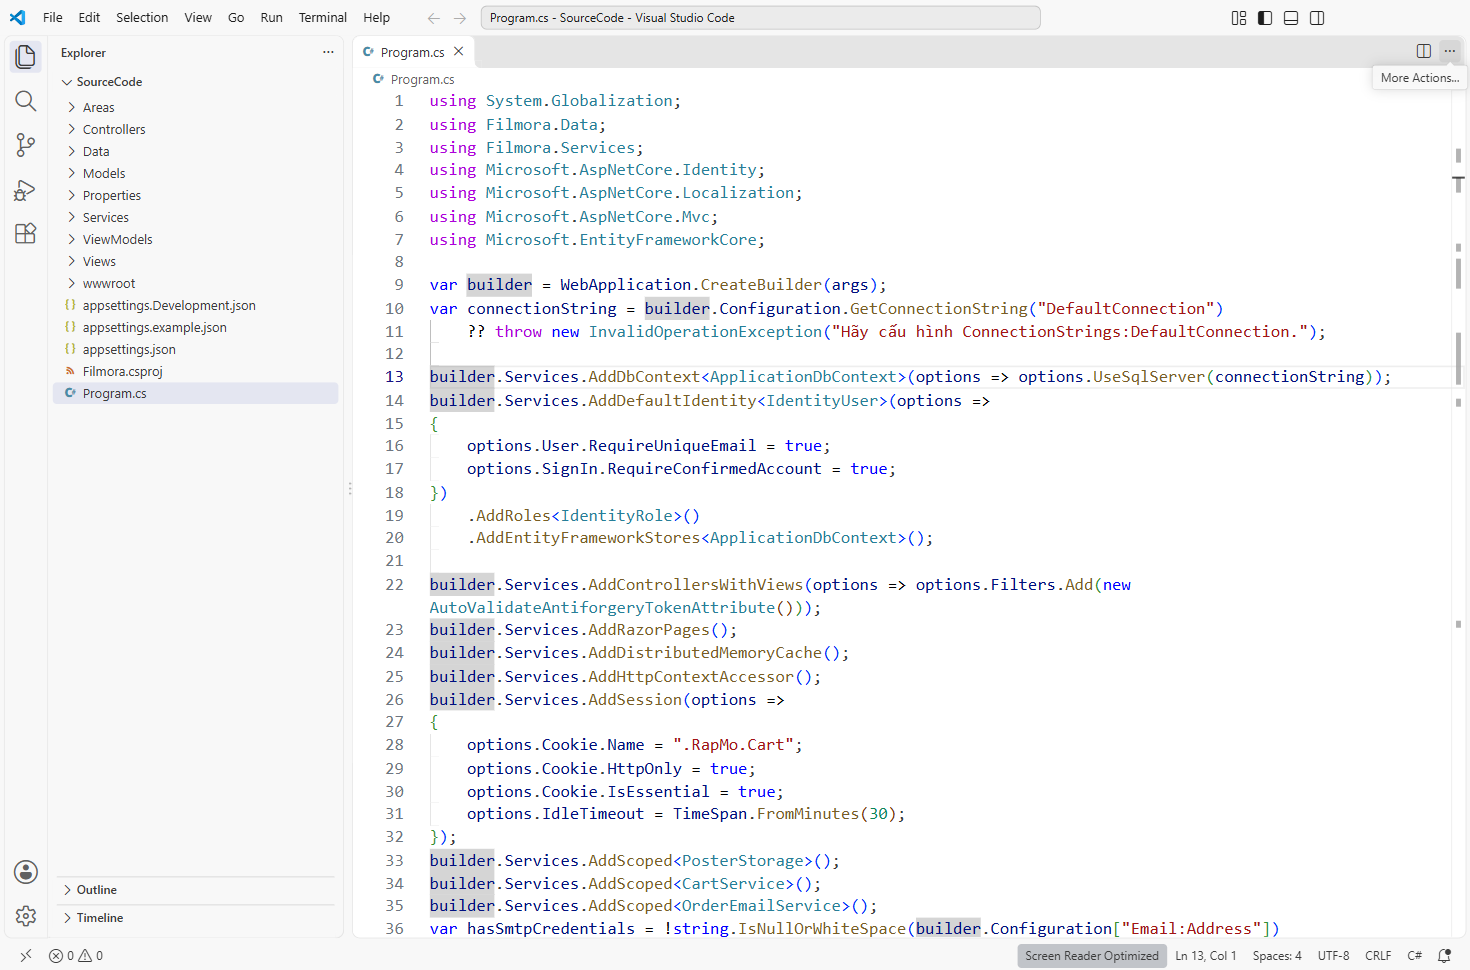 File Edit Selection View Go Run Terminal Help
Program.cs - SourceCode - Visual Studio Code
Explorer
SourceCode
Areas
Controllers
Data
Models
Properties
Services
ViewModels
Views
wwwroot
{} appsettings.Development.json
{} appsettings.example.json
{} appsettings.json
Filmora.csproj
Program.cs
Outline
Timeline
Program.cs
More Actions...
Program.cs
1 using System.Globalization;
2 using Filmora.Data;
3 using Filmora.Services;
4 using Microsoft.AspNetCore.Identity;
5 using Microsoft.AspNetCore.Localization;
6 using Microsoft.AspNetCore.Mvc;
7 using Microsoft.EntityFrameworkCore;
8
9 var builder = WebApplication.CreateBuilder(args);
10 var connectionString = builder.Configuration.GetConnectionString("DefaultConnection")
11     ?? throw new InvalidOperationException("Hãy cấu hình ConnectionStrings:DefaultConnection.");
12
13 builder.Services.AddDbContext<ApplicationDbContext>(options => options.UseSqlServer(connectionString));
14 builder.Services.AddDefaultIdentity<IdentityUser>(options =>
15 {
16     options.User.RequireUniqueEmail = true;
17     options.SignIn.RequireConfirmedAccount = true;
18 })
19     .AddRoles<IdentityRole>()
20     .AddEntityFrameworkStores<ApplicationDbContext>();
21
22 builder.Services.AddControllersWithViews(options => options.Filters.Add(new
AutoValidateAntiforgeryTokenAttribute()));
23 builder.Services.AddRazorPages();
24 builder.Services.AddDistributedMemoryCache();
25 builder.Services.AddHttpContextAccessor();
26 builder.Services.AddSession(options =>
27 {
28     options.Cookie.Name = ".RapMo.Cart";
29     options.Cookie.HttpOnly = true;
30     options.Cookie.IsEssential = true;
31     options.IdleTimeout = TimeSpan.FromMinutes(30);
32 });
33 builder.Services.AddScoped<PosterStorage>();
34 builder.Services.AddScoped<CartService>();
35 builder.Services.AddScoped<OrderEmailService>();
36 var hasSmtpCredentials = !string.IsNullOrWhiteSpace(builder.Configuration["Email:Address"])
0 0 Screen Reader Optimized Ln 13, Col 1 Spaces: 4 UTF-8 CRLF C#